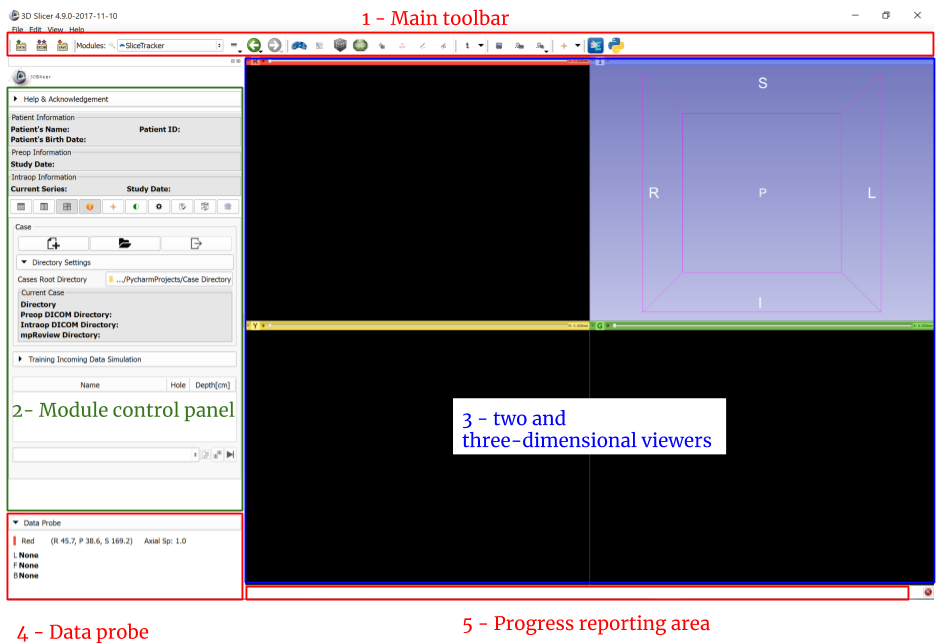 3D Slicer 4.9.0-2017-11-10
1 - Main toolbar
File Edit View Help
DATA DCM SAVE Modules: SliceTracker
3DSlicer
R
S
R P L
I
Help & Acknowledgement
Patient Information
Patient's Name: Patient ID:
Patient's Birth Date:
Preop Information
Study Date:
Intraop Information
Current Series: Study Date:
Case
Directory Settings
Cases Root Directory .../PycharmProjects/Case Directory
Current Case
Directory
Preop DICOM Directory:
Intraop DICOM Directory:
mpReview Directory:
Training Incoming Data Simulation
Name Hole Depth[cm]
2- Module control panel
Y
G
3 - two and
three-dimensional viewers
Data Probe
Red (R 45.7, P 38.6, S 169.2) Axial Sp: 1.0
L None
F None
B None
4 - Data probe
5 - Progress reporting area